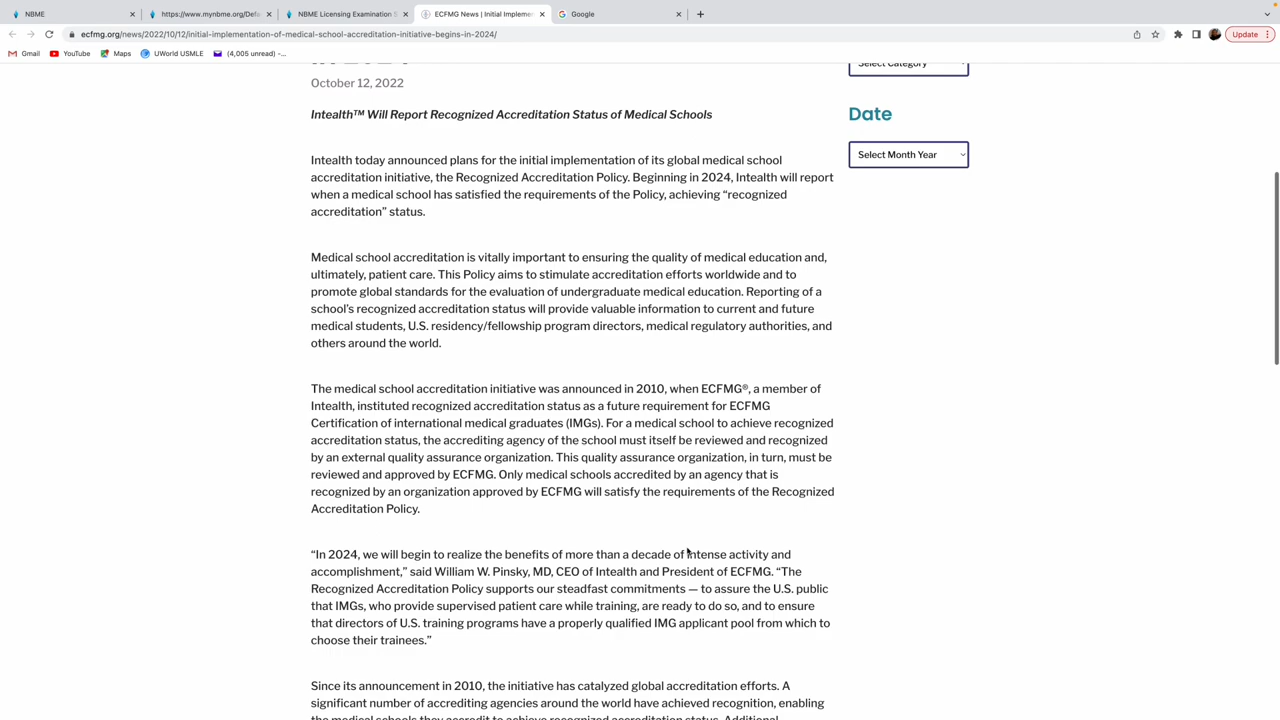 NBME
https://www.mynbme.org/Defa
NBME Licensing Examination S
ECFMG News | Initial Implemen
Google
ecfmg.org/news/2022/10/12/initial-implementation-of-medical-school-accreditation-initiative-begins-in-2024/
Update
Gmail
YouTube
Maps
UWorld USMLE
(4,005 unread) -...
Select Category
October 12, 2022
Date
Intealth™ Will Report Recognized Accreditation Status of Medical Schools
Select Month Year
Intealth today announced plans for the initial implementation of its global medical school
accreditation initiative, the Recognized Accreditation Policy. Beginning in 2024, Intealth will report
when a medical school has satisfied the requirements of the Policy, achieving “recognized
accreditation” status.
Medical school accreditation is vitally important to ensuring the quality of medical education and,
ultimately, patient care. This Policy aims to stimulate accreditation efforts worldwide and to
promote global standards for the evaluation of undergraduate medical education. Reporting of a
school’s recognized accreditation status will provide valuable information to current and future
medical students, U.S. residency/fellowship program directors, medical regulatory authorities, and
others around the world.
The medical school accreditation initiative was announced in 2010, when ECFMG®, a member of
Intealth, instituted recognized accreditation status as a future requirement for ECFMG
Certification of international medical graduates (IMGs). For a medical school to achieve recognized
accreditation status, the accrediting agency of the school must itself be reviewed and recognized
by an external quality assurance organization. This quality assurance organization, in turn, must be
reviewed and approved by ECFMG. Only medical schools accredited by an agency that is
recognized by an organization approved by ECFMG will satisfy the requirements of the Recognized
Accreditation Policy.
“In 2024, we will begin to realize the benefits of more than a decade of intense activity and
accomplishment,” said William W. Pinsky, MD, CEO of Intealth and President of ECFMG. “The
Recognized Accreditation Policy supports our steadfast commitments — to assure the U.S. public
that IMGs, who provide supervised patient care while training, are ready to do so, and to ensure
that directors of U.S. training programs have a properly qualified IMG applicant pool from which to
choose their trainees.”
Since its announcement in 2010, the initiative has catalyzed global accreditation efforts. A
significant number of accrediting agencies around the world have achieved recognition, enabling
the medical schools they accredit to achieve recognized accreditation status. Additional